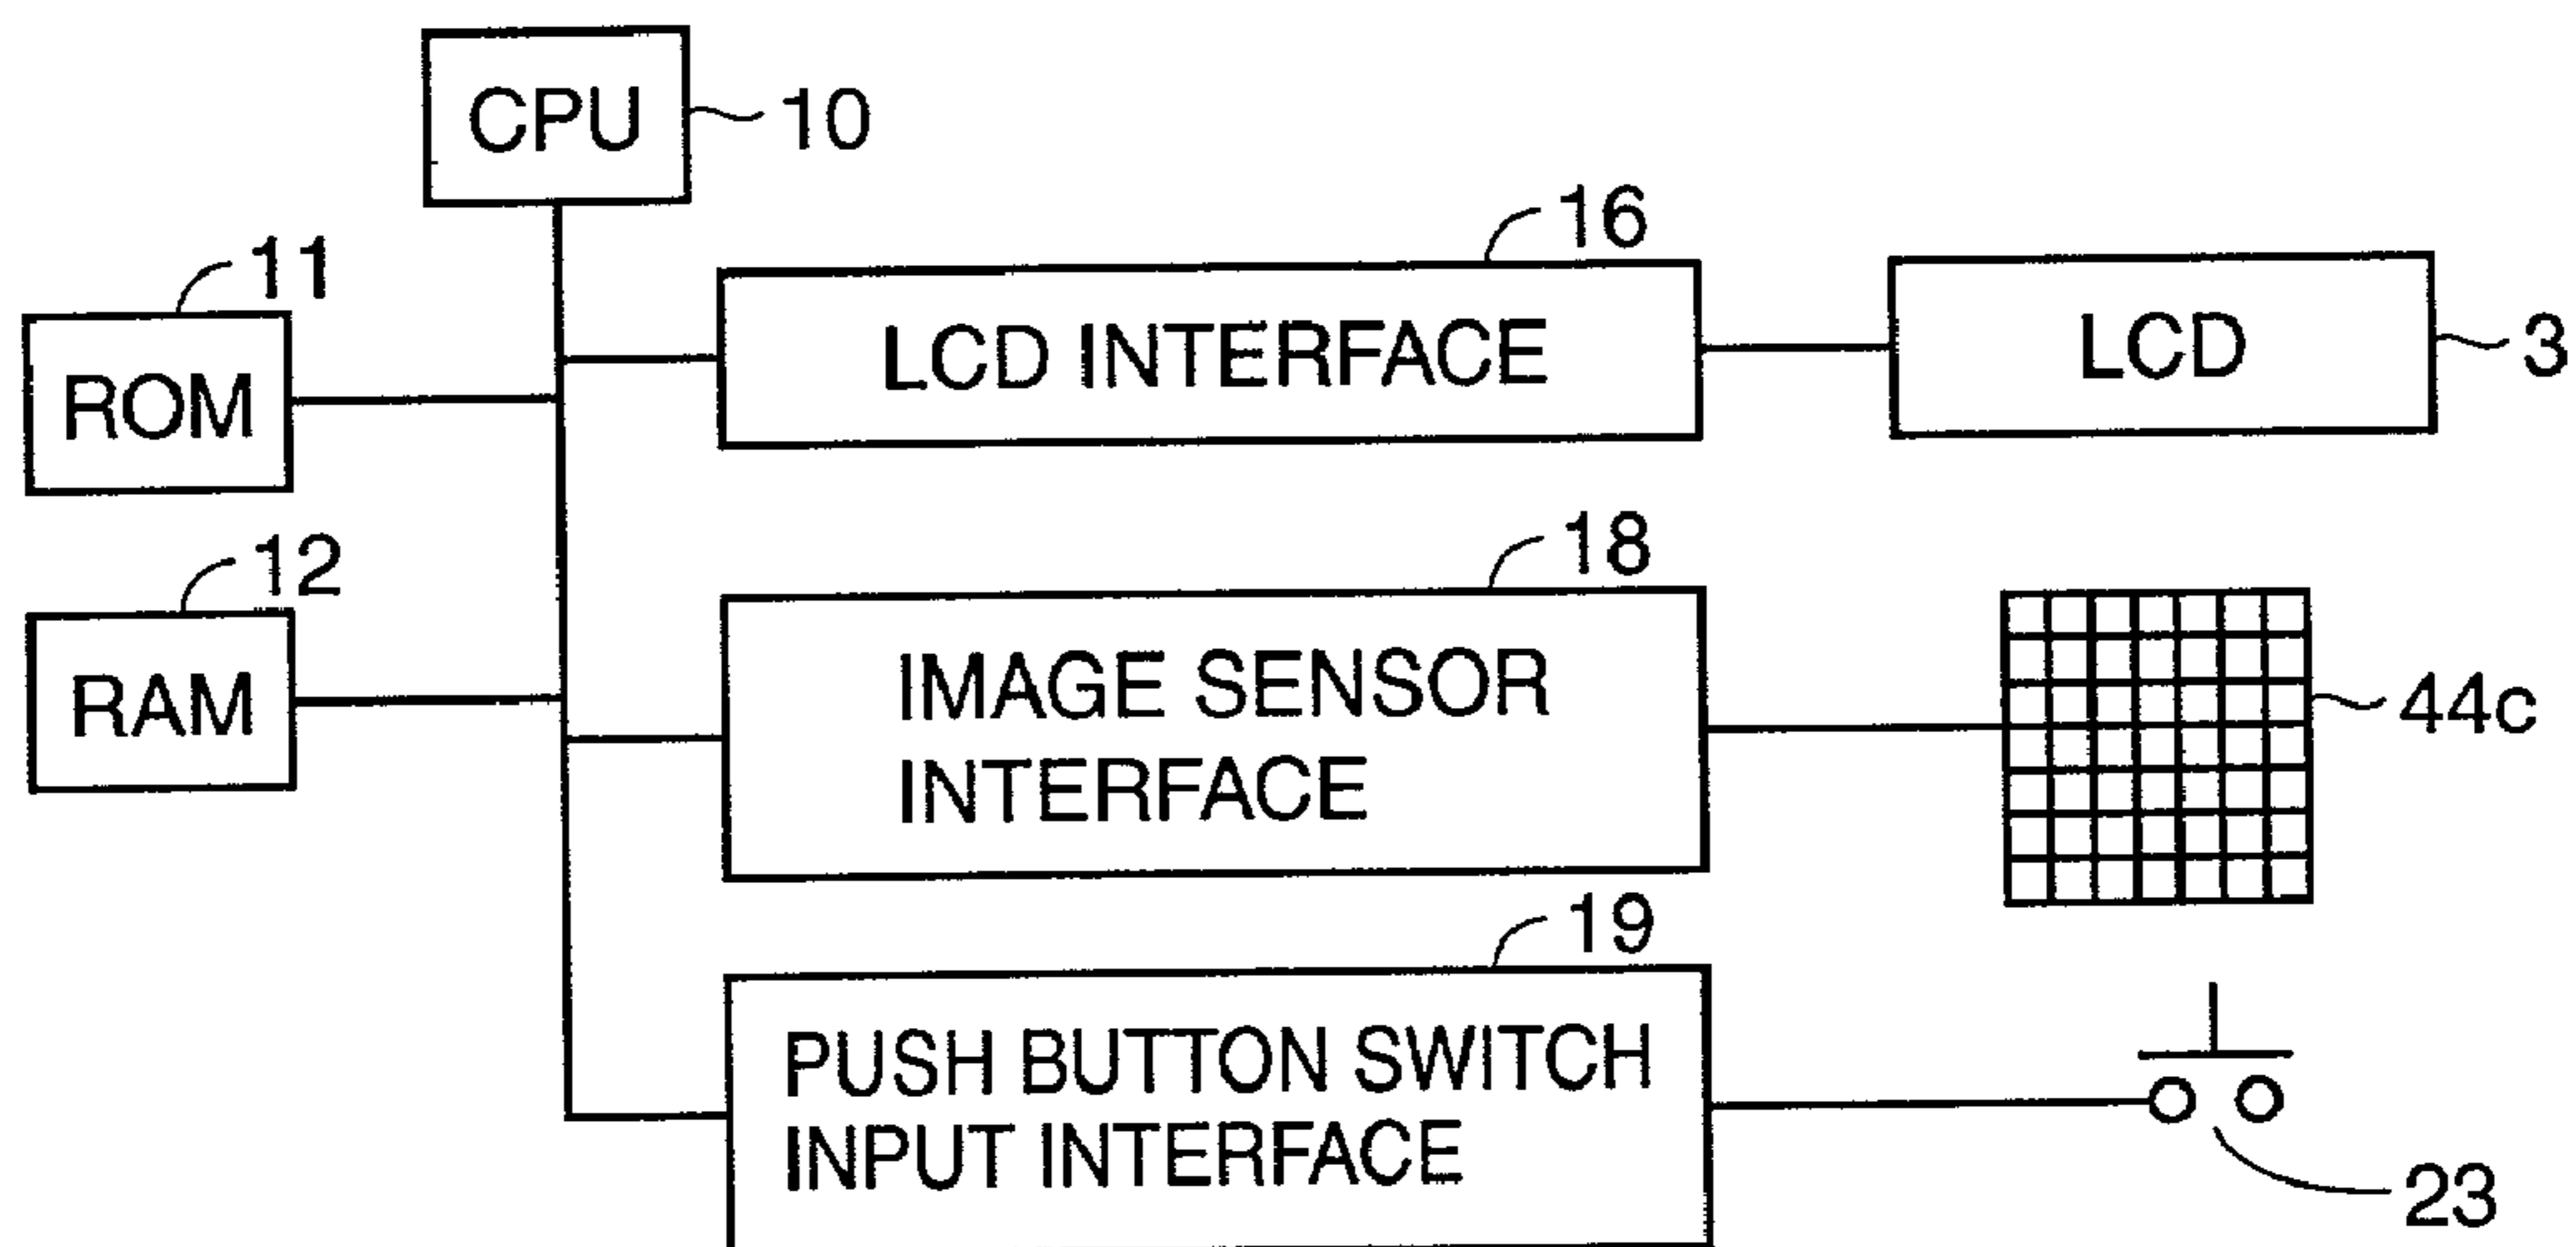 CPU
10
16
11
LCD INTERFACE
LCD
3
ROM
18
12
IMAGE SENSOR
INTERFACE
RAM
44c
19
PUSH BUTTON SWITCH
INPUT INTERFACE
23